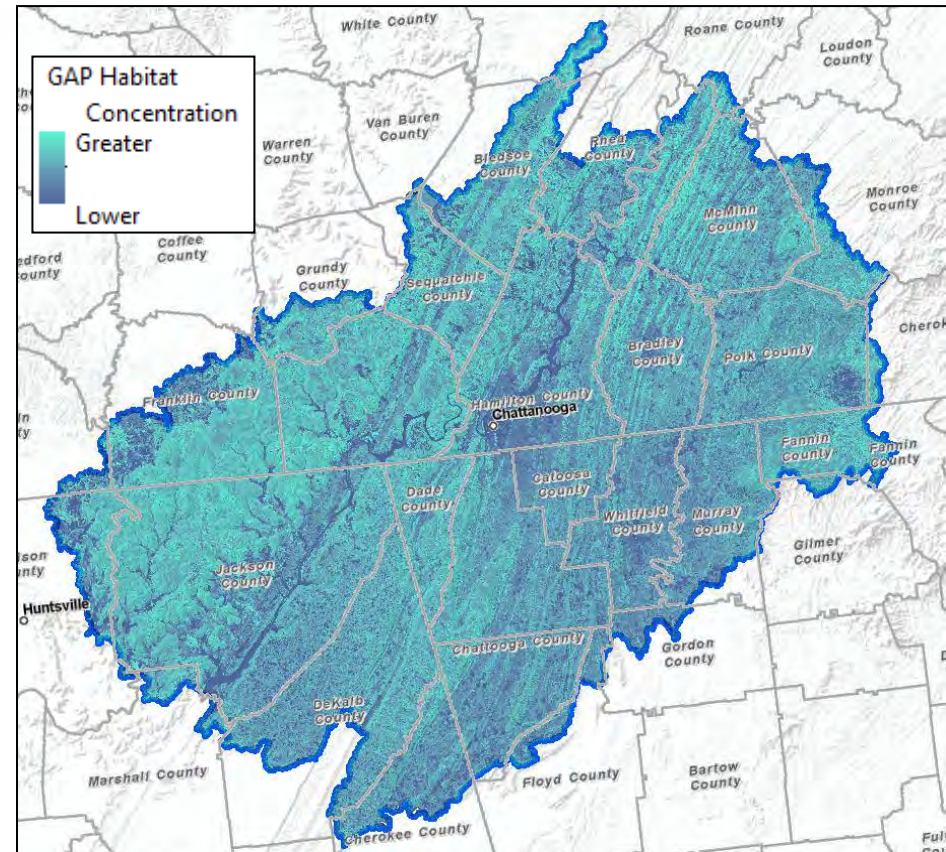 GAP Habitat
Concentration
Greater
Lower
White County
Roane County
Loudon
County
Van Buren
County
Warren
County
Bledsoe
County
Rhea
County
Monroe
County
McMinn
County
Coffee
County
Grundy
County
Sequatchie
County
Bradley
County
Polk County
Franklin County
Hamilton County
Chattanooga
Fannin
County
Fannin
County
Catoosa
County
Dade
County
Whitfield
County
Murray
County
Gilmer
County
Jackson
County
Huntsville
Chattooga County
Gordon
County
DeKalb
County
Marshall County
Floyd County
Bartow
County
Cherokee County